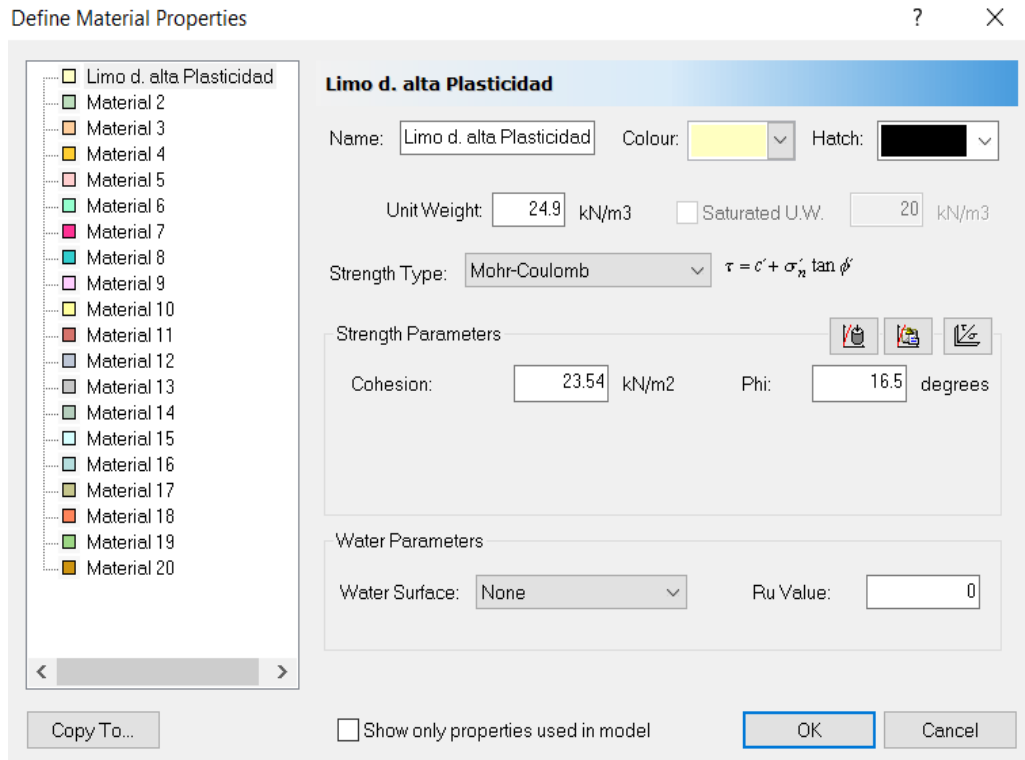 Define Material Properties ? ×
Limo d. alta Plasticidad
Material 2
Material 3
Material 4
Material 5
Material 6
Material 7
Material 8
Material 9
Material 10
Material 11
Material 12
Material 13
Material 14
Material 15
Material 16
Material 17
Material 18
Material 19
Material 20
Limo d. alta Plasticidad
Name: Limo d. alta Plasticidad Colour: Hatch:
Unit Weight: 24.9 kN/m3 Saturated U.W. 20 kN/m3
Strength Type: Mohr-Coulomb τ = c′ + σ′n tan ϕ′
Strength Parameters
Cohesion: 23.54 kN/m2 Phi: 16.5 degrees
Water Parameters
Water Surface: None Ru Value: 0
Copy To... Show only properties used in model OK Cancel